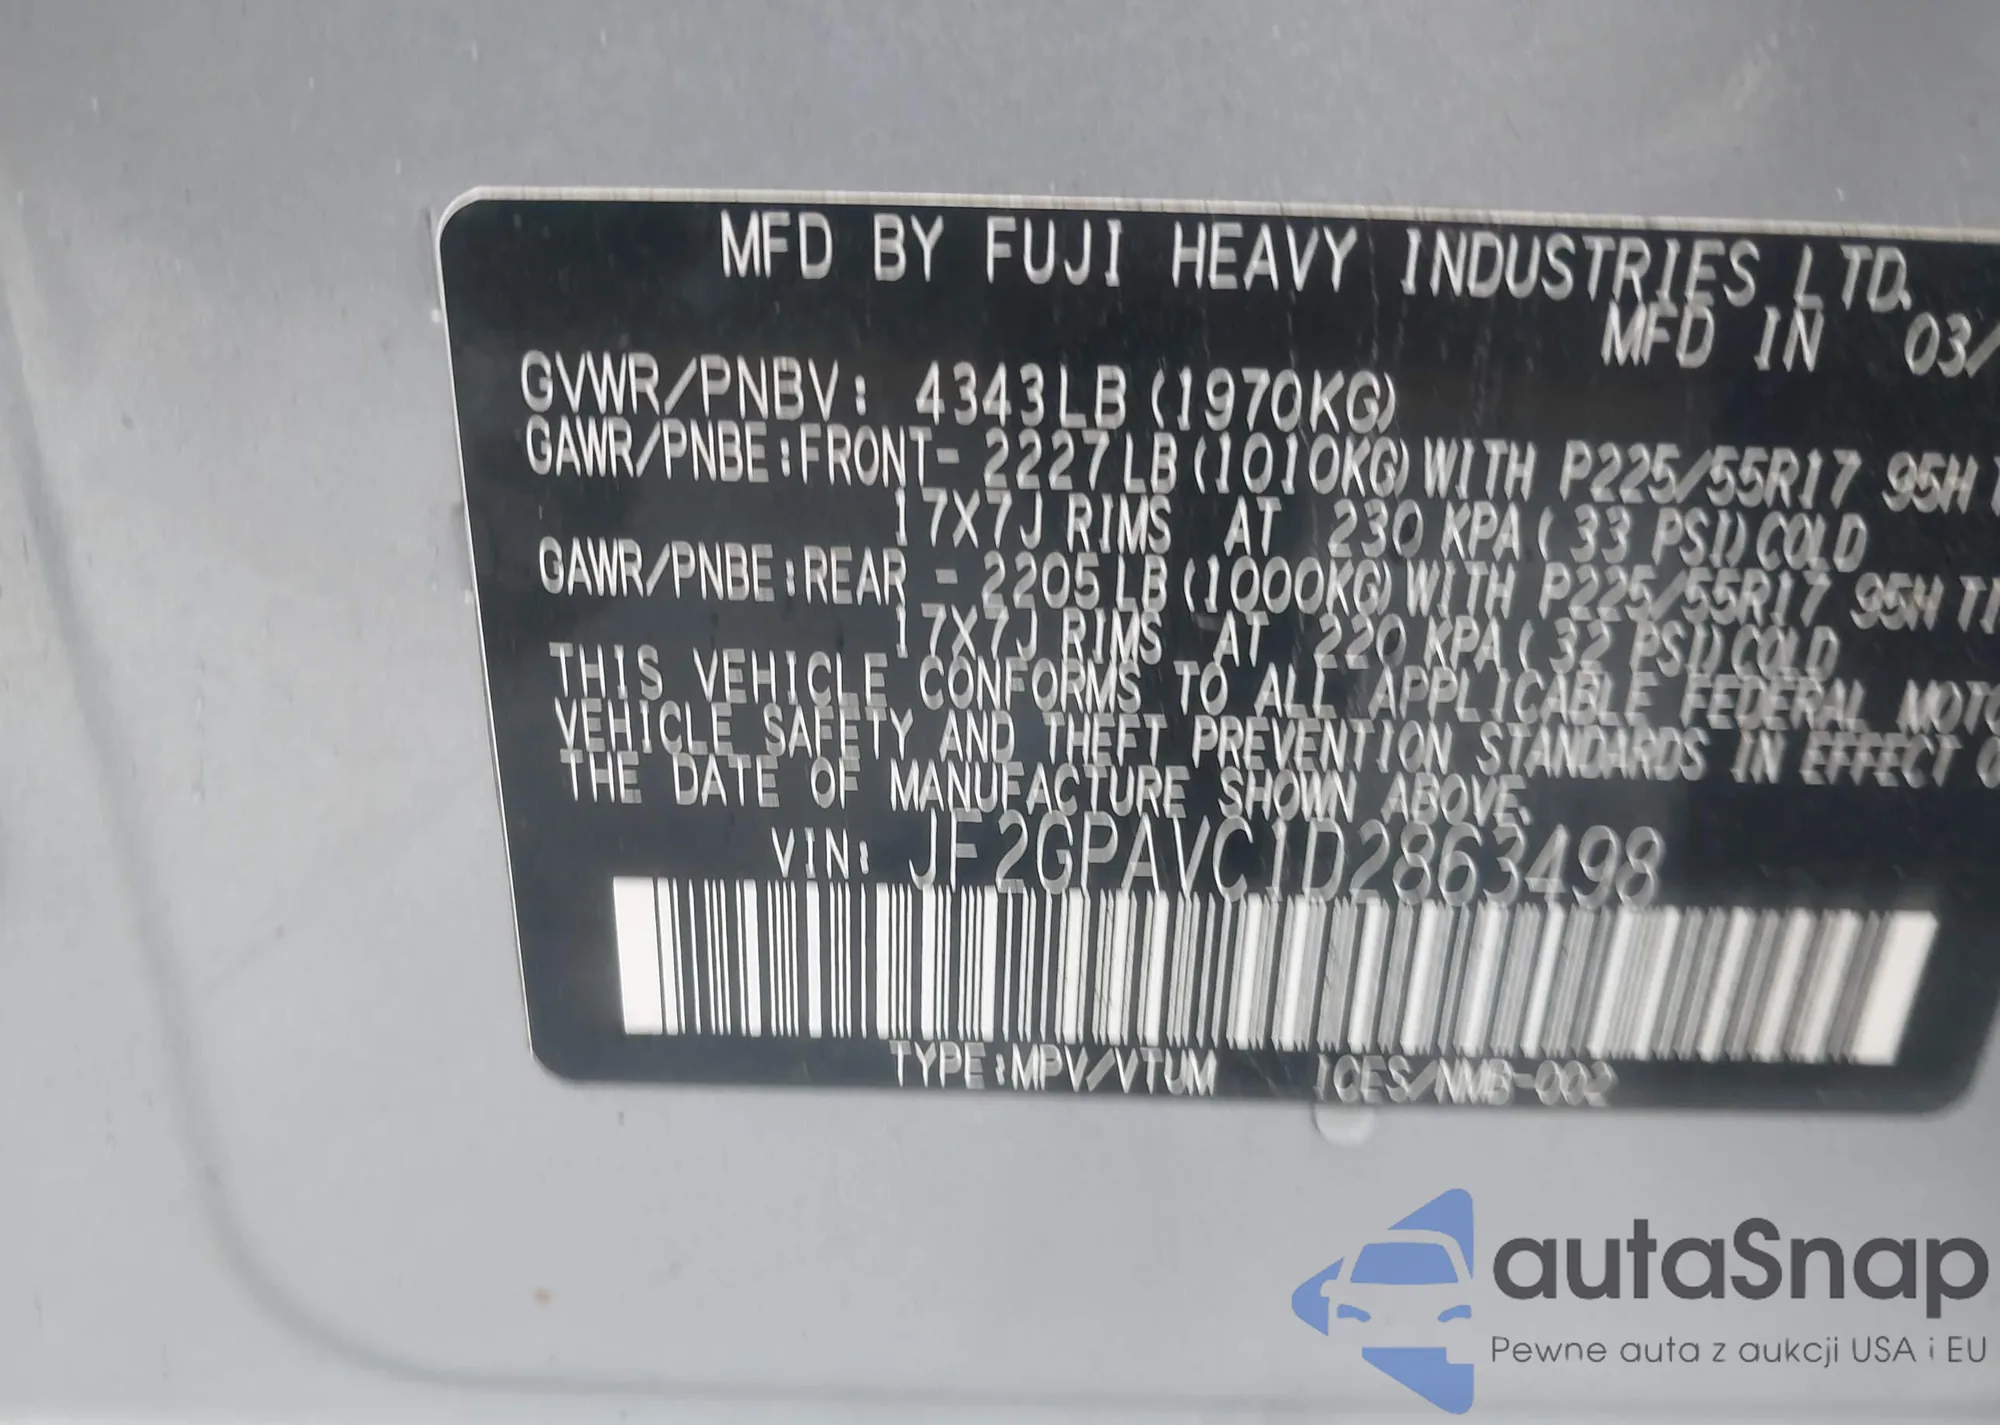 MFD BY FUJI HEAVY INDUSTRIES LTD.
MFD IN 03/
GVWR/PNBV: 4343LB (1970KG)
GAWR/PNBE:FRONT- 2227LB (1010KG) WITH P225/55R17 95H
17X7J RIMS AT 230 KPA ( 33 PSI) COLD
GAWR/PNBE:REAR - 2205LB (1000KG) WITH P225/55R17 95H TI
17X7J RIMS AT 220 KPA ( 32 PSI) COLD
THIS VEHICLE CONFORMS TO ALL APPLICABLE FEDERAL MOTO
VEHICLE SAFETY AND THEFT PREVENTION STANDARDS IN EFFECT O
THE DATE OF MANUFACTURE SHOWN ABOVE.
VIN: JF2GPAVC1D2863498
TYPE:MPV/VTUM ICES/NMB-002
autaSnap
Pewne auta z aukcji USA i EU